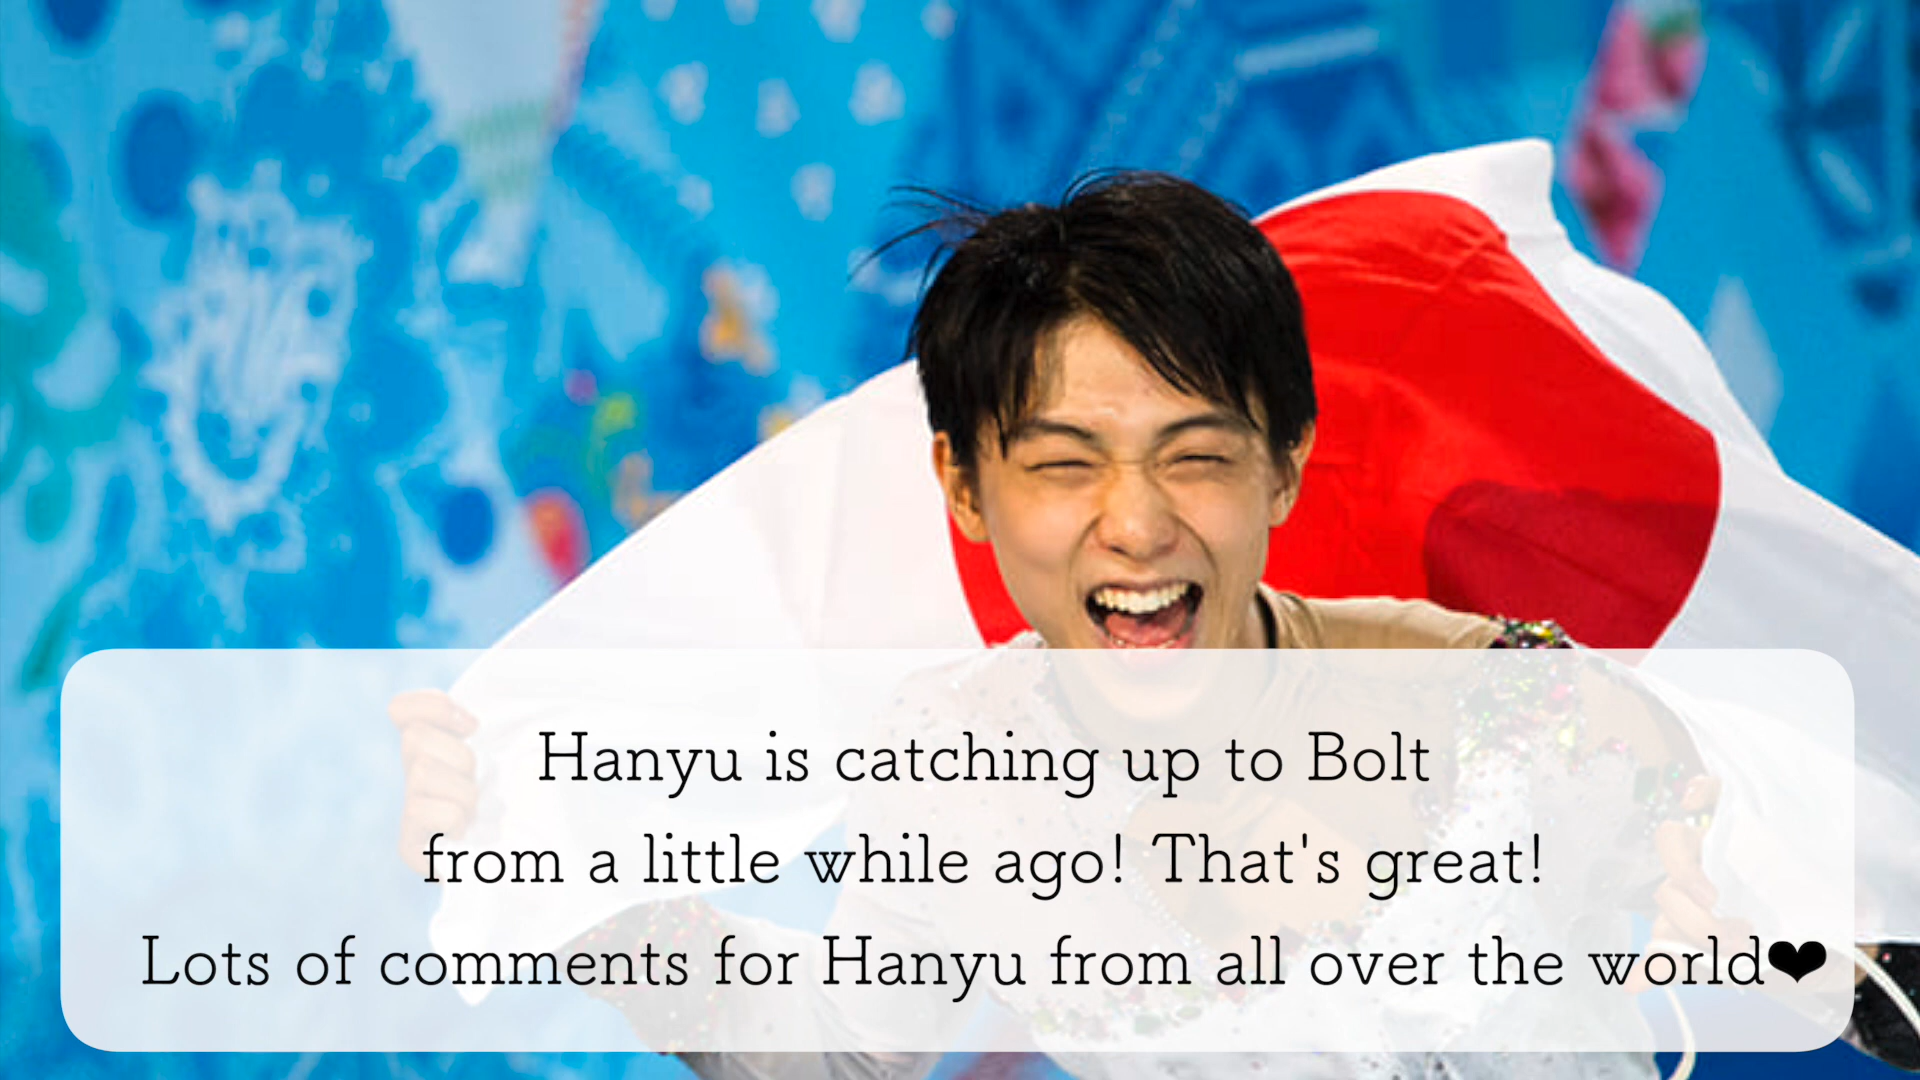 Hanyu is catching up to Bolt
from a little while ago! That's great!
Lots of comments for Hanyu from all over the world❤